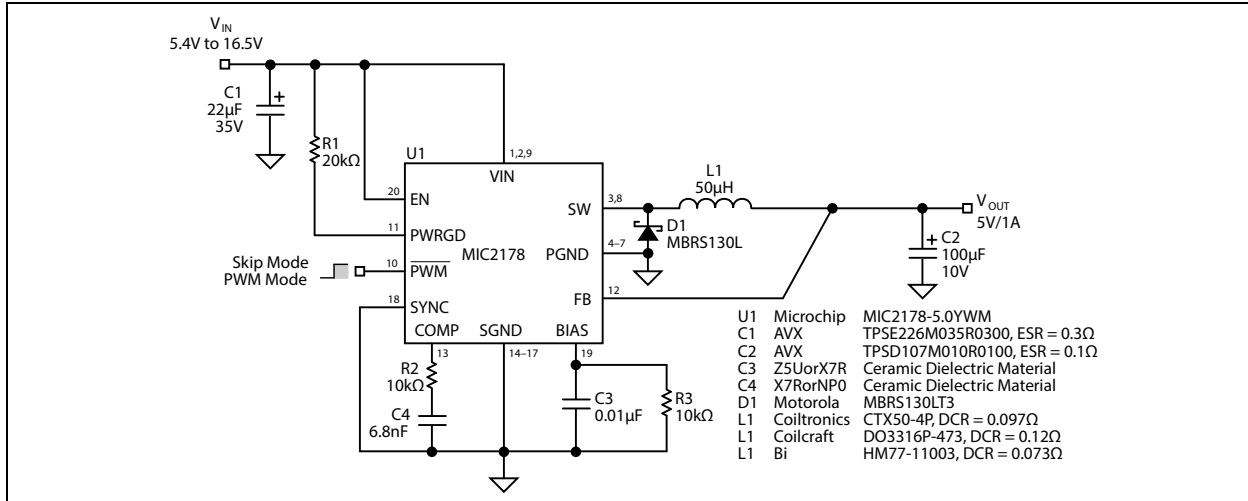 V IN
5.4V to 16.5V
C1
22µF
35V
+
R1
20kΩ
U1
1,2,9
VIN
20
EN
11
PWRGD
MIC2178
Skip Mode
PWM Mode
10
PWM
18
SYNC
COMP
SGND
BIAS
SW
3,8
PGND
4–7
FB
12
L1
50µH
D1
MBRS130L
V OUT
5V/1A
+
C2
100µF
10V
13
14–17
19
R2
10kΩ
C4
6.8nF
C3
0.01µF
R3
10kΩ
U1 Microchip MIC2178-5.0YWM
C1 AVX TPSE226M035R0300, ESR = 0.3Ω
C2 AVX TPSD107M010R0100, ESR = 0.1Ω
C3 Z5UorX7R Ceramic Dielectric Material
C4 X7RorNP0 Ceramic Dielectric Material
D1 Motorola MBRS130LT3
L1 Coiltronics CTX50-4P, DCR = 0.097Ω
L1 Coilcraft DO3316P-473, DCR = 0.12Ω
L1 Bi HM77-11003, DCR = 0.073Ω